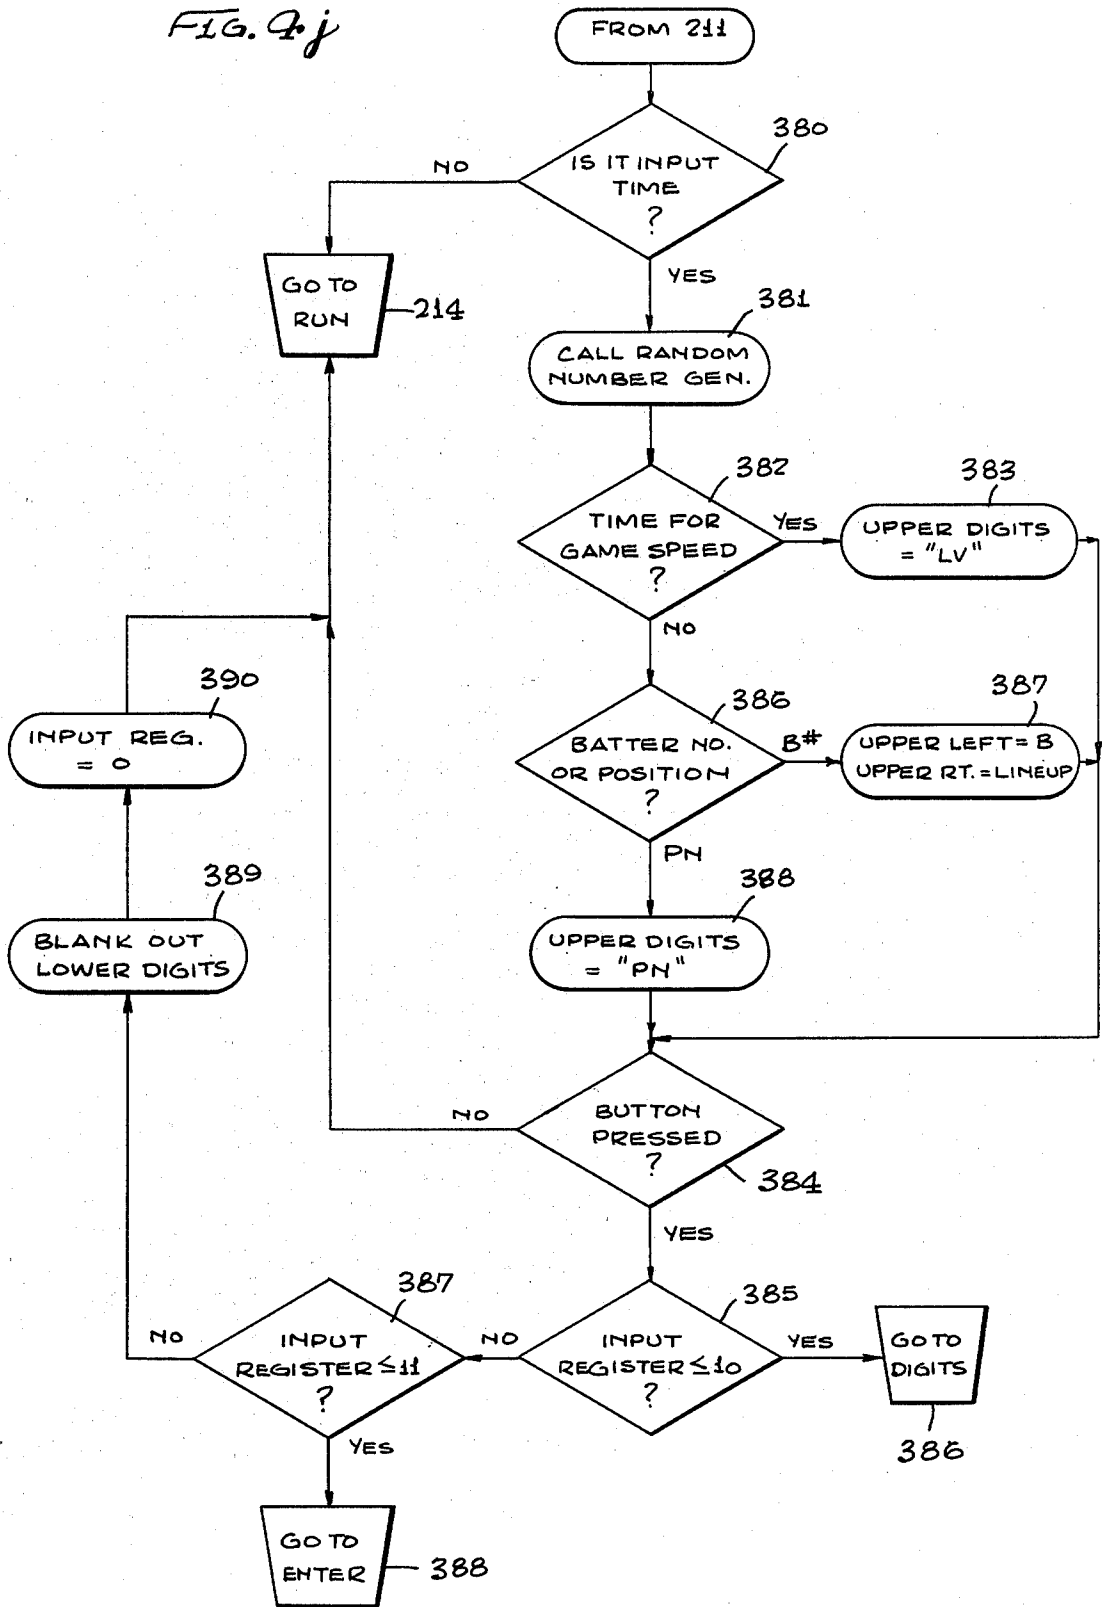 FIG. 4j
FROM 211
380
IS IT INPUT
TIME
?
NO
YES
GO TO
RUN
214
381
CALL RANDOM
NUMBER GEN.
382
TIME FOR
GAME SPEED
?
YES
NO
383
UPPER DIGITS
= "LV"
386
BATTER NO.
OR POSITION
?
B#
PN
387
UPPER LEFT = B
UPPER RT. = LINEUP
390
INPUT REG.
= 0
389
BLANK OUT
LOWER DIGITS
388
UPPER DIGITS
= "PN"
BUTTON
PRESSED
?
384
NO
YES
385
INPUT
REGISTER ≤ 10
?
YES
NO
GO TO
DIGITS
386
387
INPUT
REGISTER ≤ 11
?
NO
YES
GO TO
ENTER
388